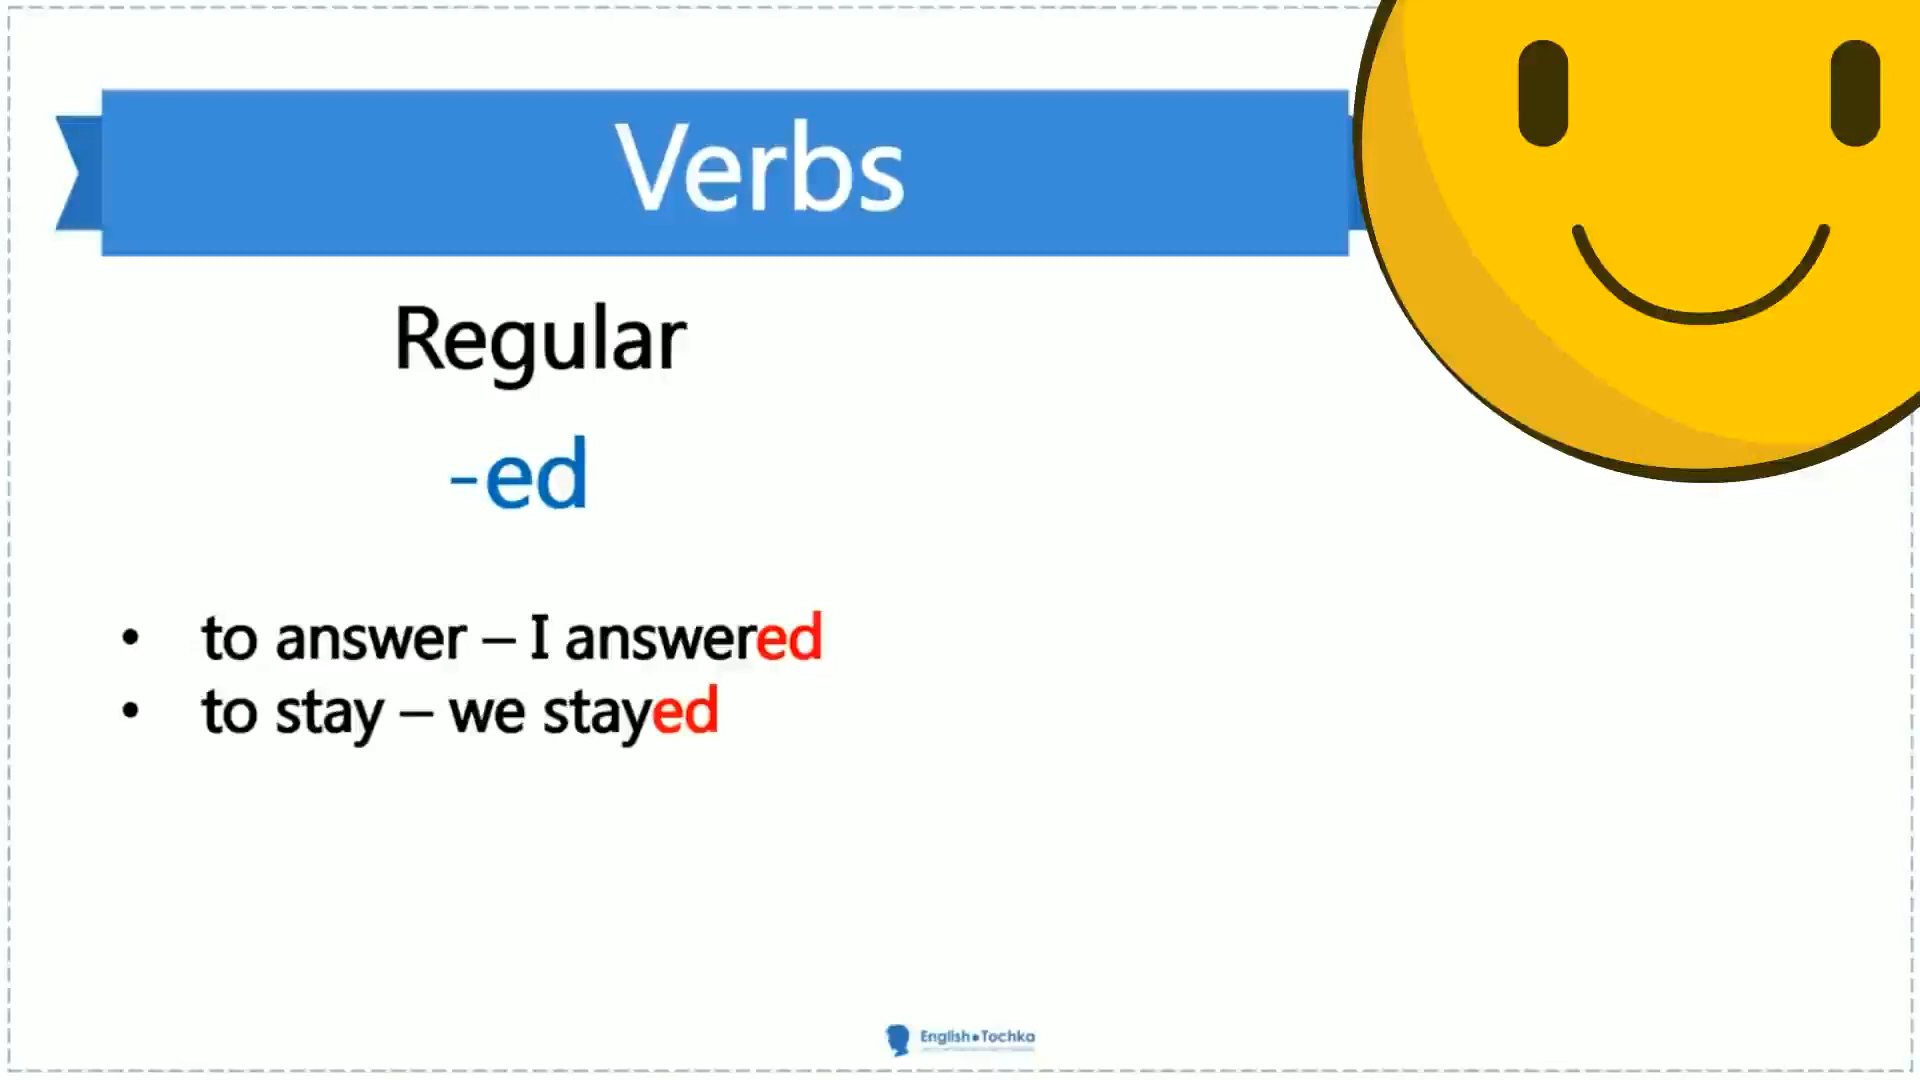 Verbs
Regular
-ed
• to answer – I answered
• to stay – we stayed
English•Tochka